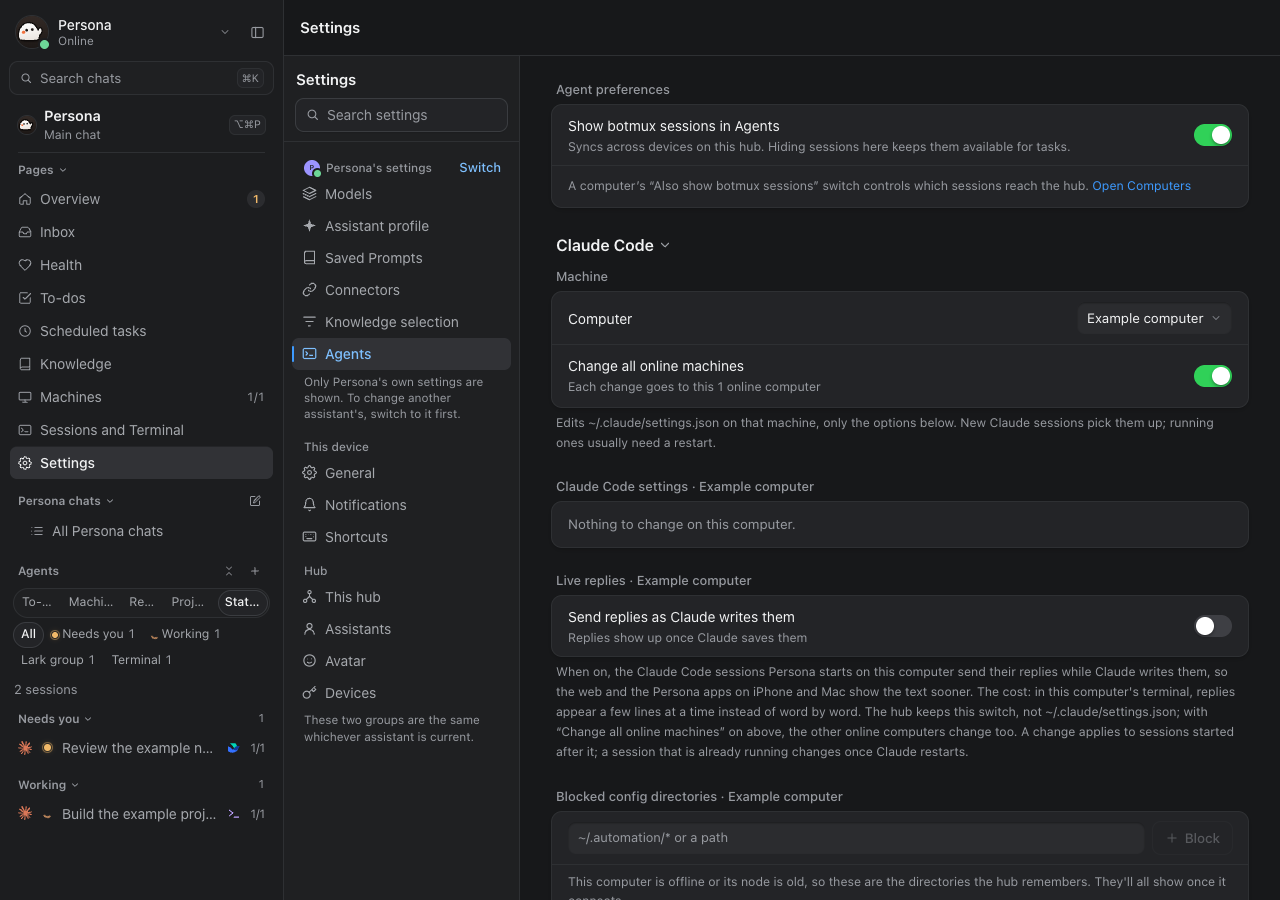 Persona
Online
Search chats ⌘K
Persona
Main chat
⌥⌘P
Pages
Overview 1
Inbox
Health
To-dos
Scheduled tasks
Knowledge
Machines 1/1
Sessions and Terminal
Settings
Persona chats
All Persona chats
Agents
To-... Machi... Re... Proj... Stat...
All Needs you 1 Working 1
Lark group 1 Terminal 1
2 sessions
Needs you 1
Review the example n... 1/1
Working 1
Build the example proj... 1/1
Settings
Settings
Search settings
P Persona's settings Switch
Models
Assistant profile
Saved Prompts
Connectors
Knowledge selection
Agents
Only Persona's own settings are
shown. To change another
assistant's, switch to it first.
This device
General
Notifications
Shortcuts
Hub
This hub
Assistants
Avatar
Devices
These two groups are the same
whichever assistant is current.
Agent preferences
Show botmux sessions in Agents
Syncs across devices on this hub. Hiding sessions here keeps them available for tasks.
A computer's “Also show botmux sessions” switch controls which sessions reach the hub. Open Computers
Claude Code
Machine
Computer Example computer
Change all online machines
Each change goes to this 1 online computer
Edits ~/.claude/settings.json on that machine, only the options below. New Claude sessions pick them up; running
ones usually need a restart.
Claude Code settings · Example computer
Nothing to change on this computer.
Live replies · Example computer
Send replies as Claude writes them
Replies show up once Claude saves them
When on, the Claude Code sessions Persona starts on this computer send their replies while Claude writes them, so
the web and the Persona apps on iPhone and Mac show the text sooner. The cost: in this computer's terminal, replies
appear a few lines at a time instead of word by word. The hub keeps this switch, not ~/.claude/settings.json; with
“Change all online machines” on above, the other online computers change too. A change applies to sessions started
after it; a session that is already running changes once Claude restarts.
Blocked config directories · Example computer
~/.automation/* or a path
+ Block
This computer is offline or its node is old, so these are the directories the hub remembers. They'll all show once it
connects.